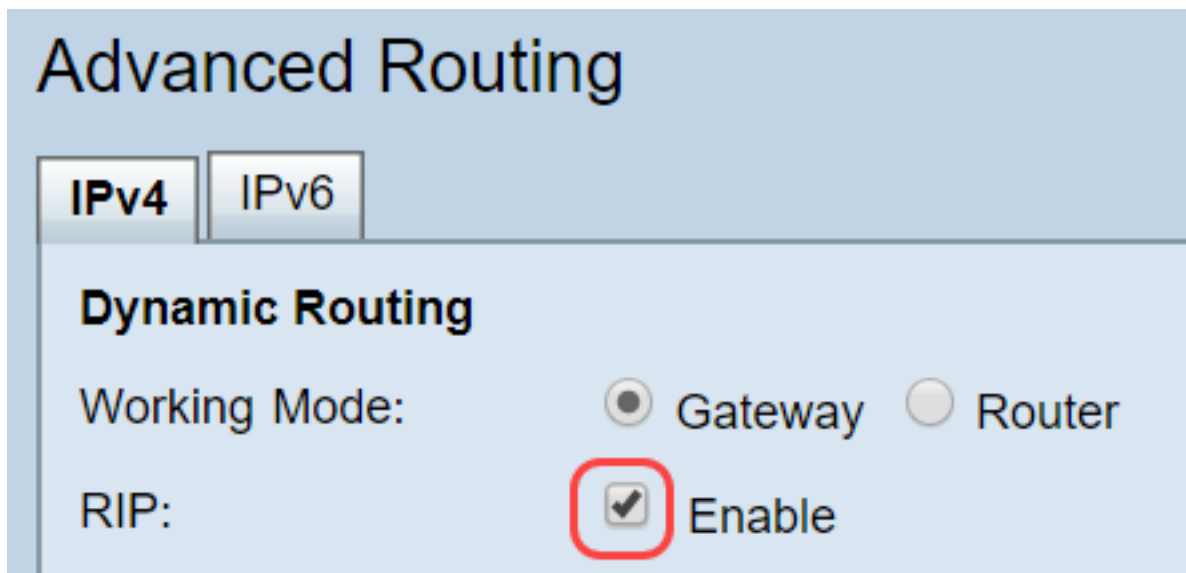 Advanced Routing
IPv4 IPv6
Dynamic Routing
Working Mode: Gateway Router
RIP: Enable